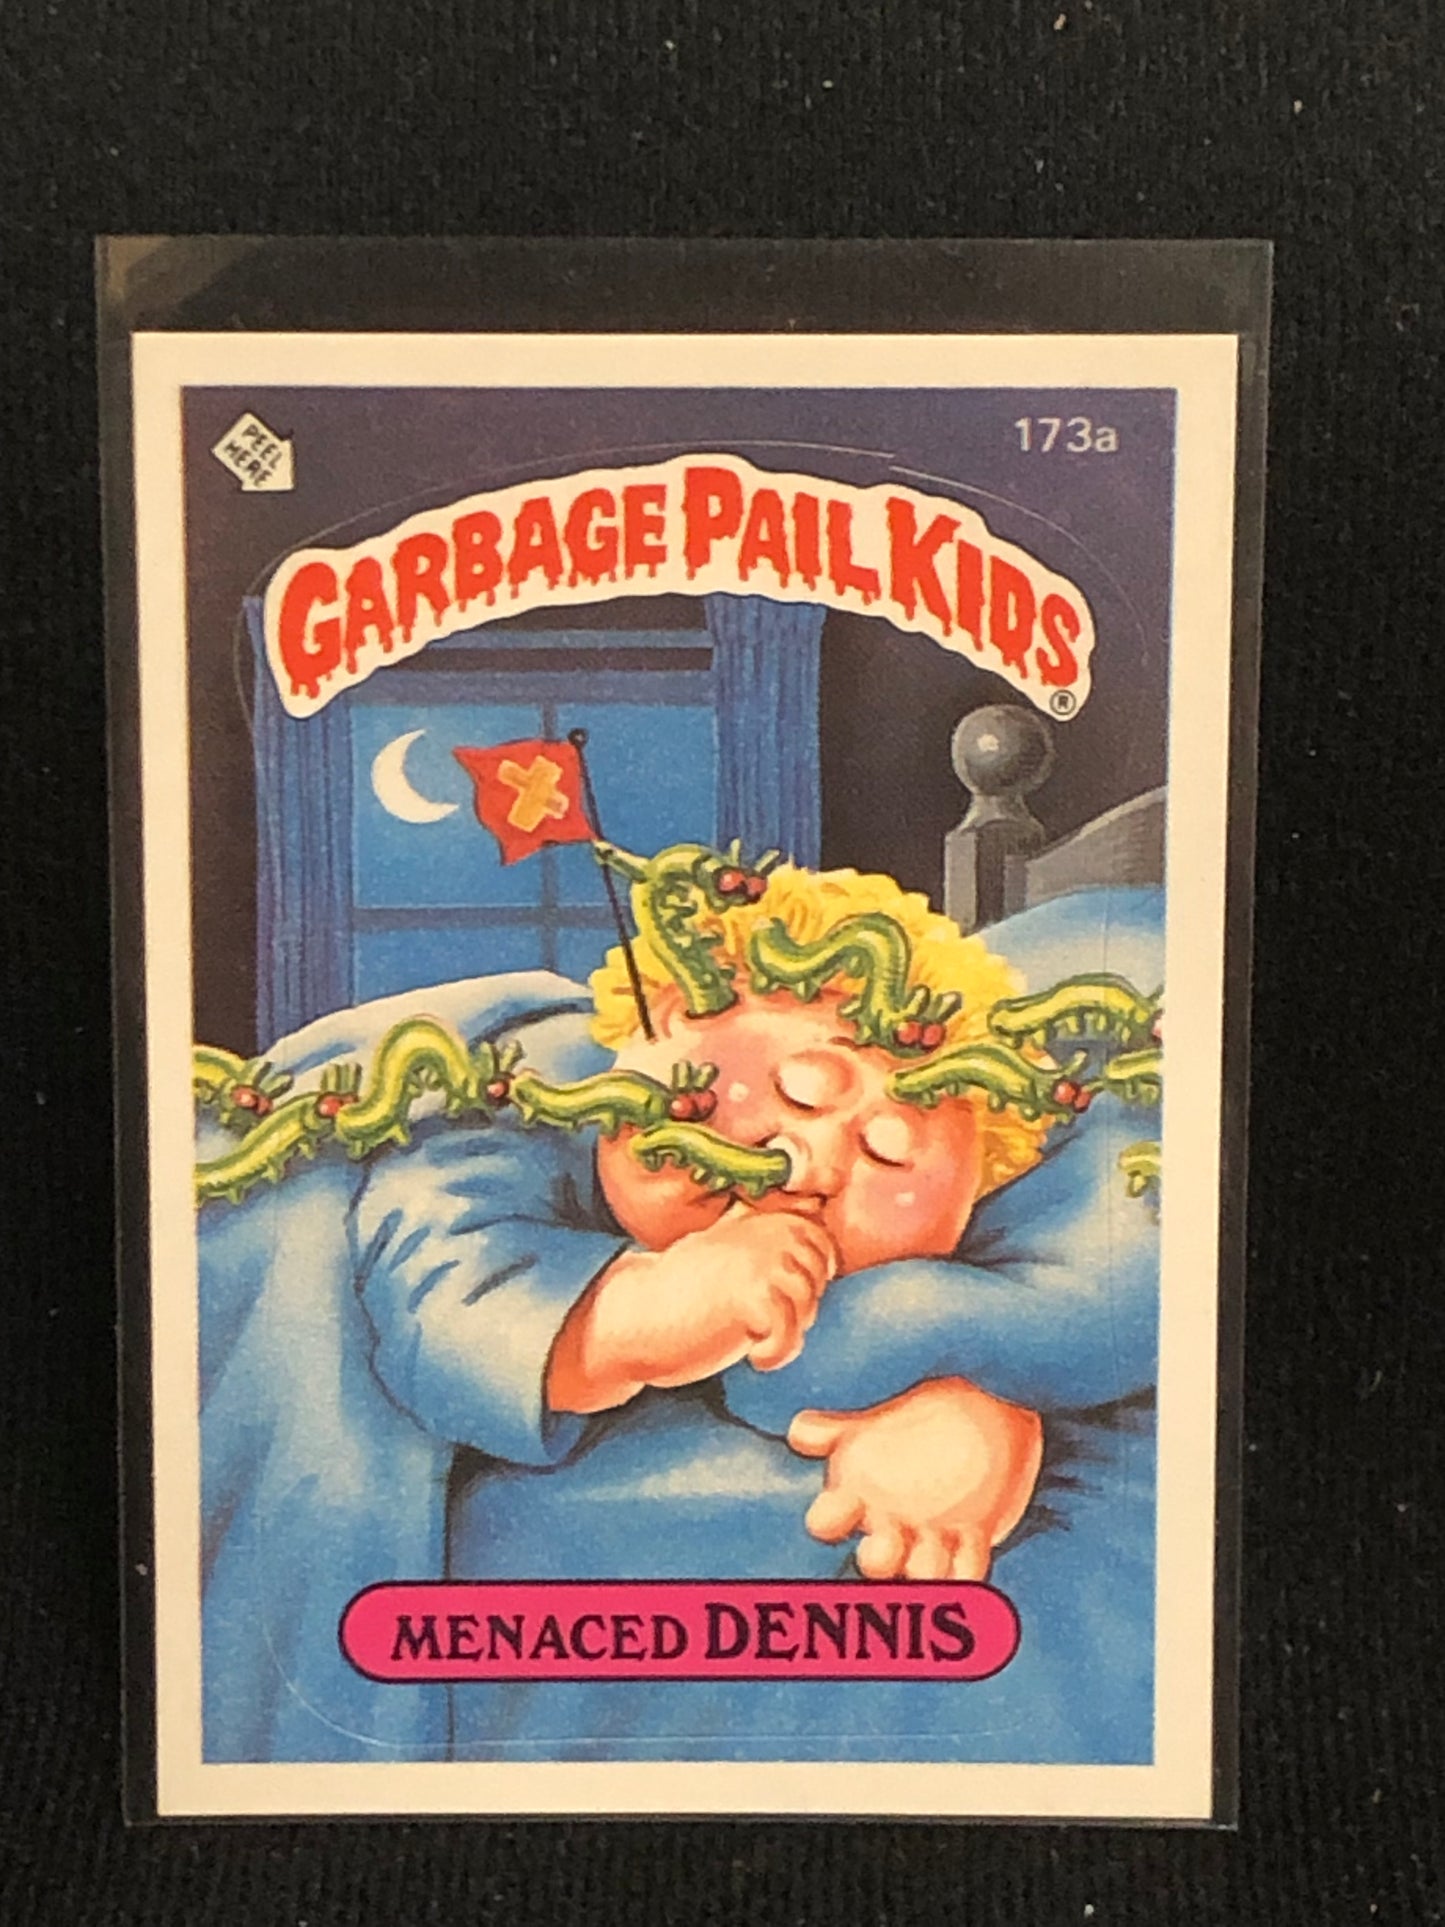 PEEL
HERE
173a
GARBAGE PAIL KIDS
®
MENACED DENNIS